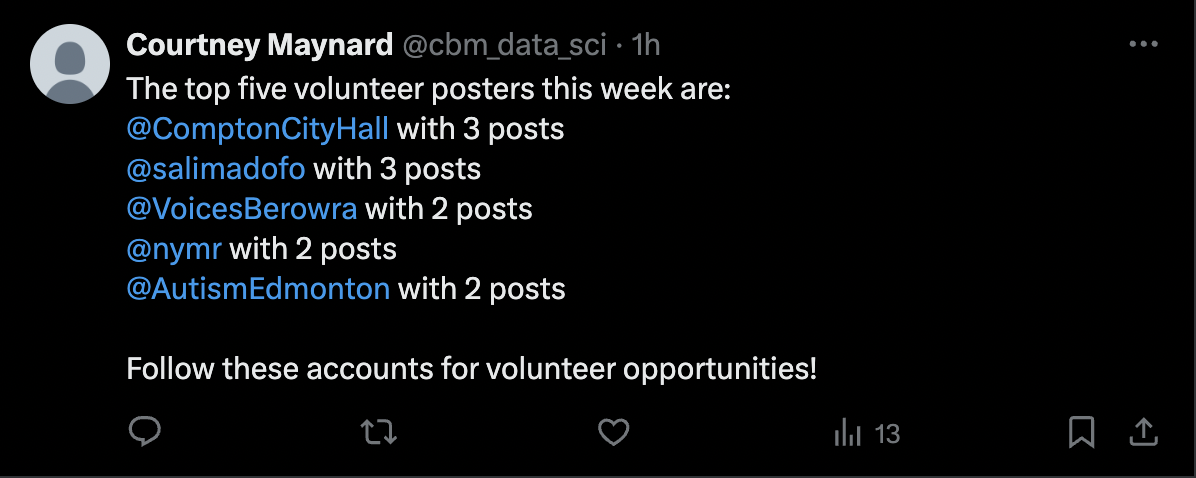 Courtney Maynard @cbm_data_sci · 1h
The top five volunteer posters this week are:
@ComptonCityHall with 3 posts
@salimadofo with 3 posts
@VoicesBerowra with 2 posts
@nymr with 2 posts
@AutismEdmonton with 2 posts
Follow these accounts for volunteer opportunities!
13